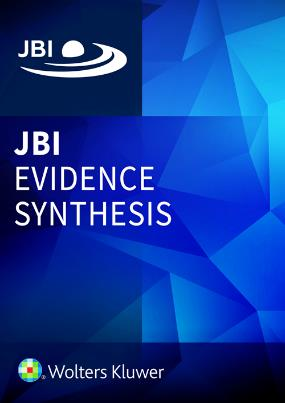 JBI
JBI
EVIDENCE
SYNTHESIS
Wolters Kluwer